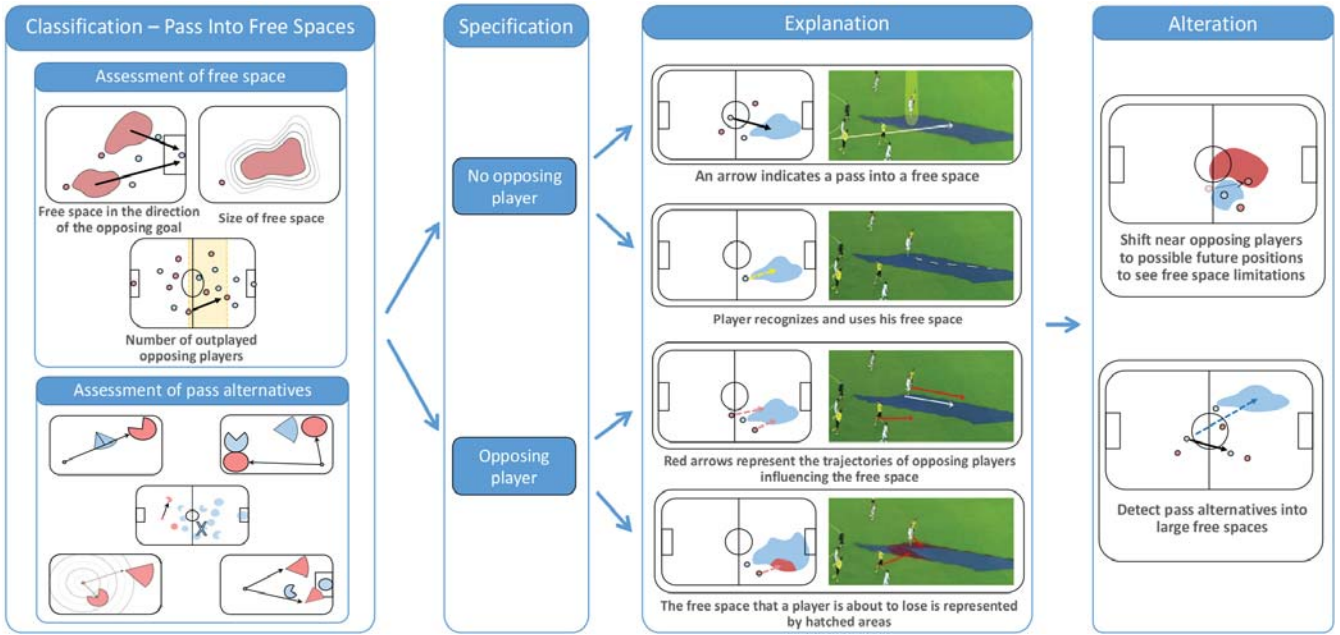 Classification – Pass Into Free Spaces
Assessment of free space
Free space in the direction
of the opposing goal
Size of free space
Number of outplayed
opposing players
Assessment of pass alternatives
Specification
No opposing
player
Opposing
player
Explanation
An arrow indicates a pass into a free space
Player recognizes and uses his free space
Red arrows represent the trajectories of opposing players
influencing the free space
The free space that a player is about to lose is represented
by hatched areas
Alteration
Shift near opposing players
to possible future positions
to see free space limitations
Detect pass alternatives into
large free spaces